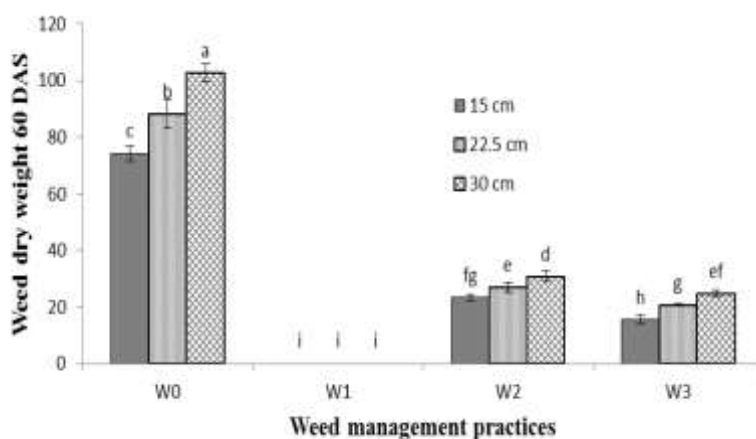 Weed dry weight 60 DAS
120
100
80
60
40
20
0
a
b
c
15 cm
22.5 cm
30 cm
i i i
fg e d
h g ef
W0 W1 W2 W3
Weed management practices